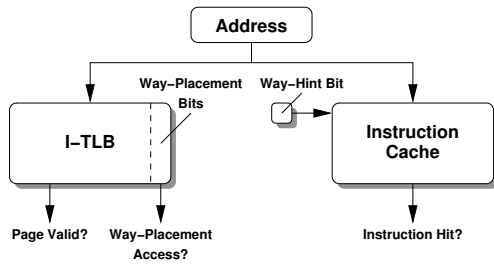 Address
Way−Placement
Bits
Way−Hint Bit
I−TLB
Instruction
Cache
Page Valid?
Way−Placement
Access?
Instruction Hit?